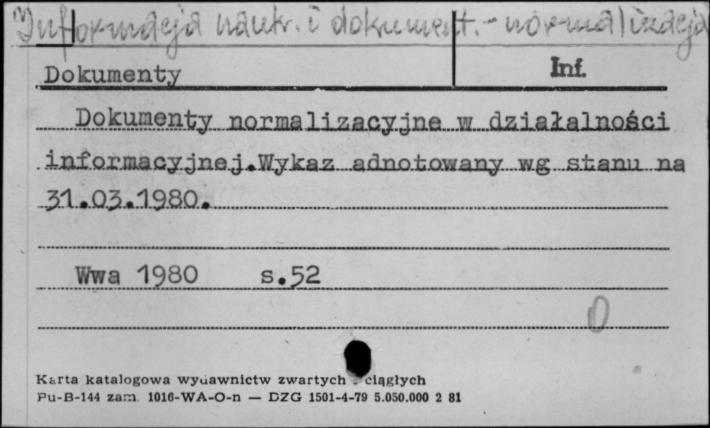 Informacja nauk. i dokument. - normalizacja
Dokumenty Inf.
Dokumenty normalizacyjne w działalności
informacyjnej.Wykaz adnotowany wg stanu na
31.03.1980.
Wwa 1980 s.52
0
Karta katalogowa wydawnictw zwartych ciągłych
Pu-B-144 zam. 1016-WA-O-n — DZG 1501-4-79 5.050.000 2 81